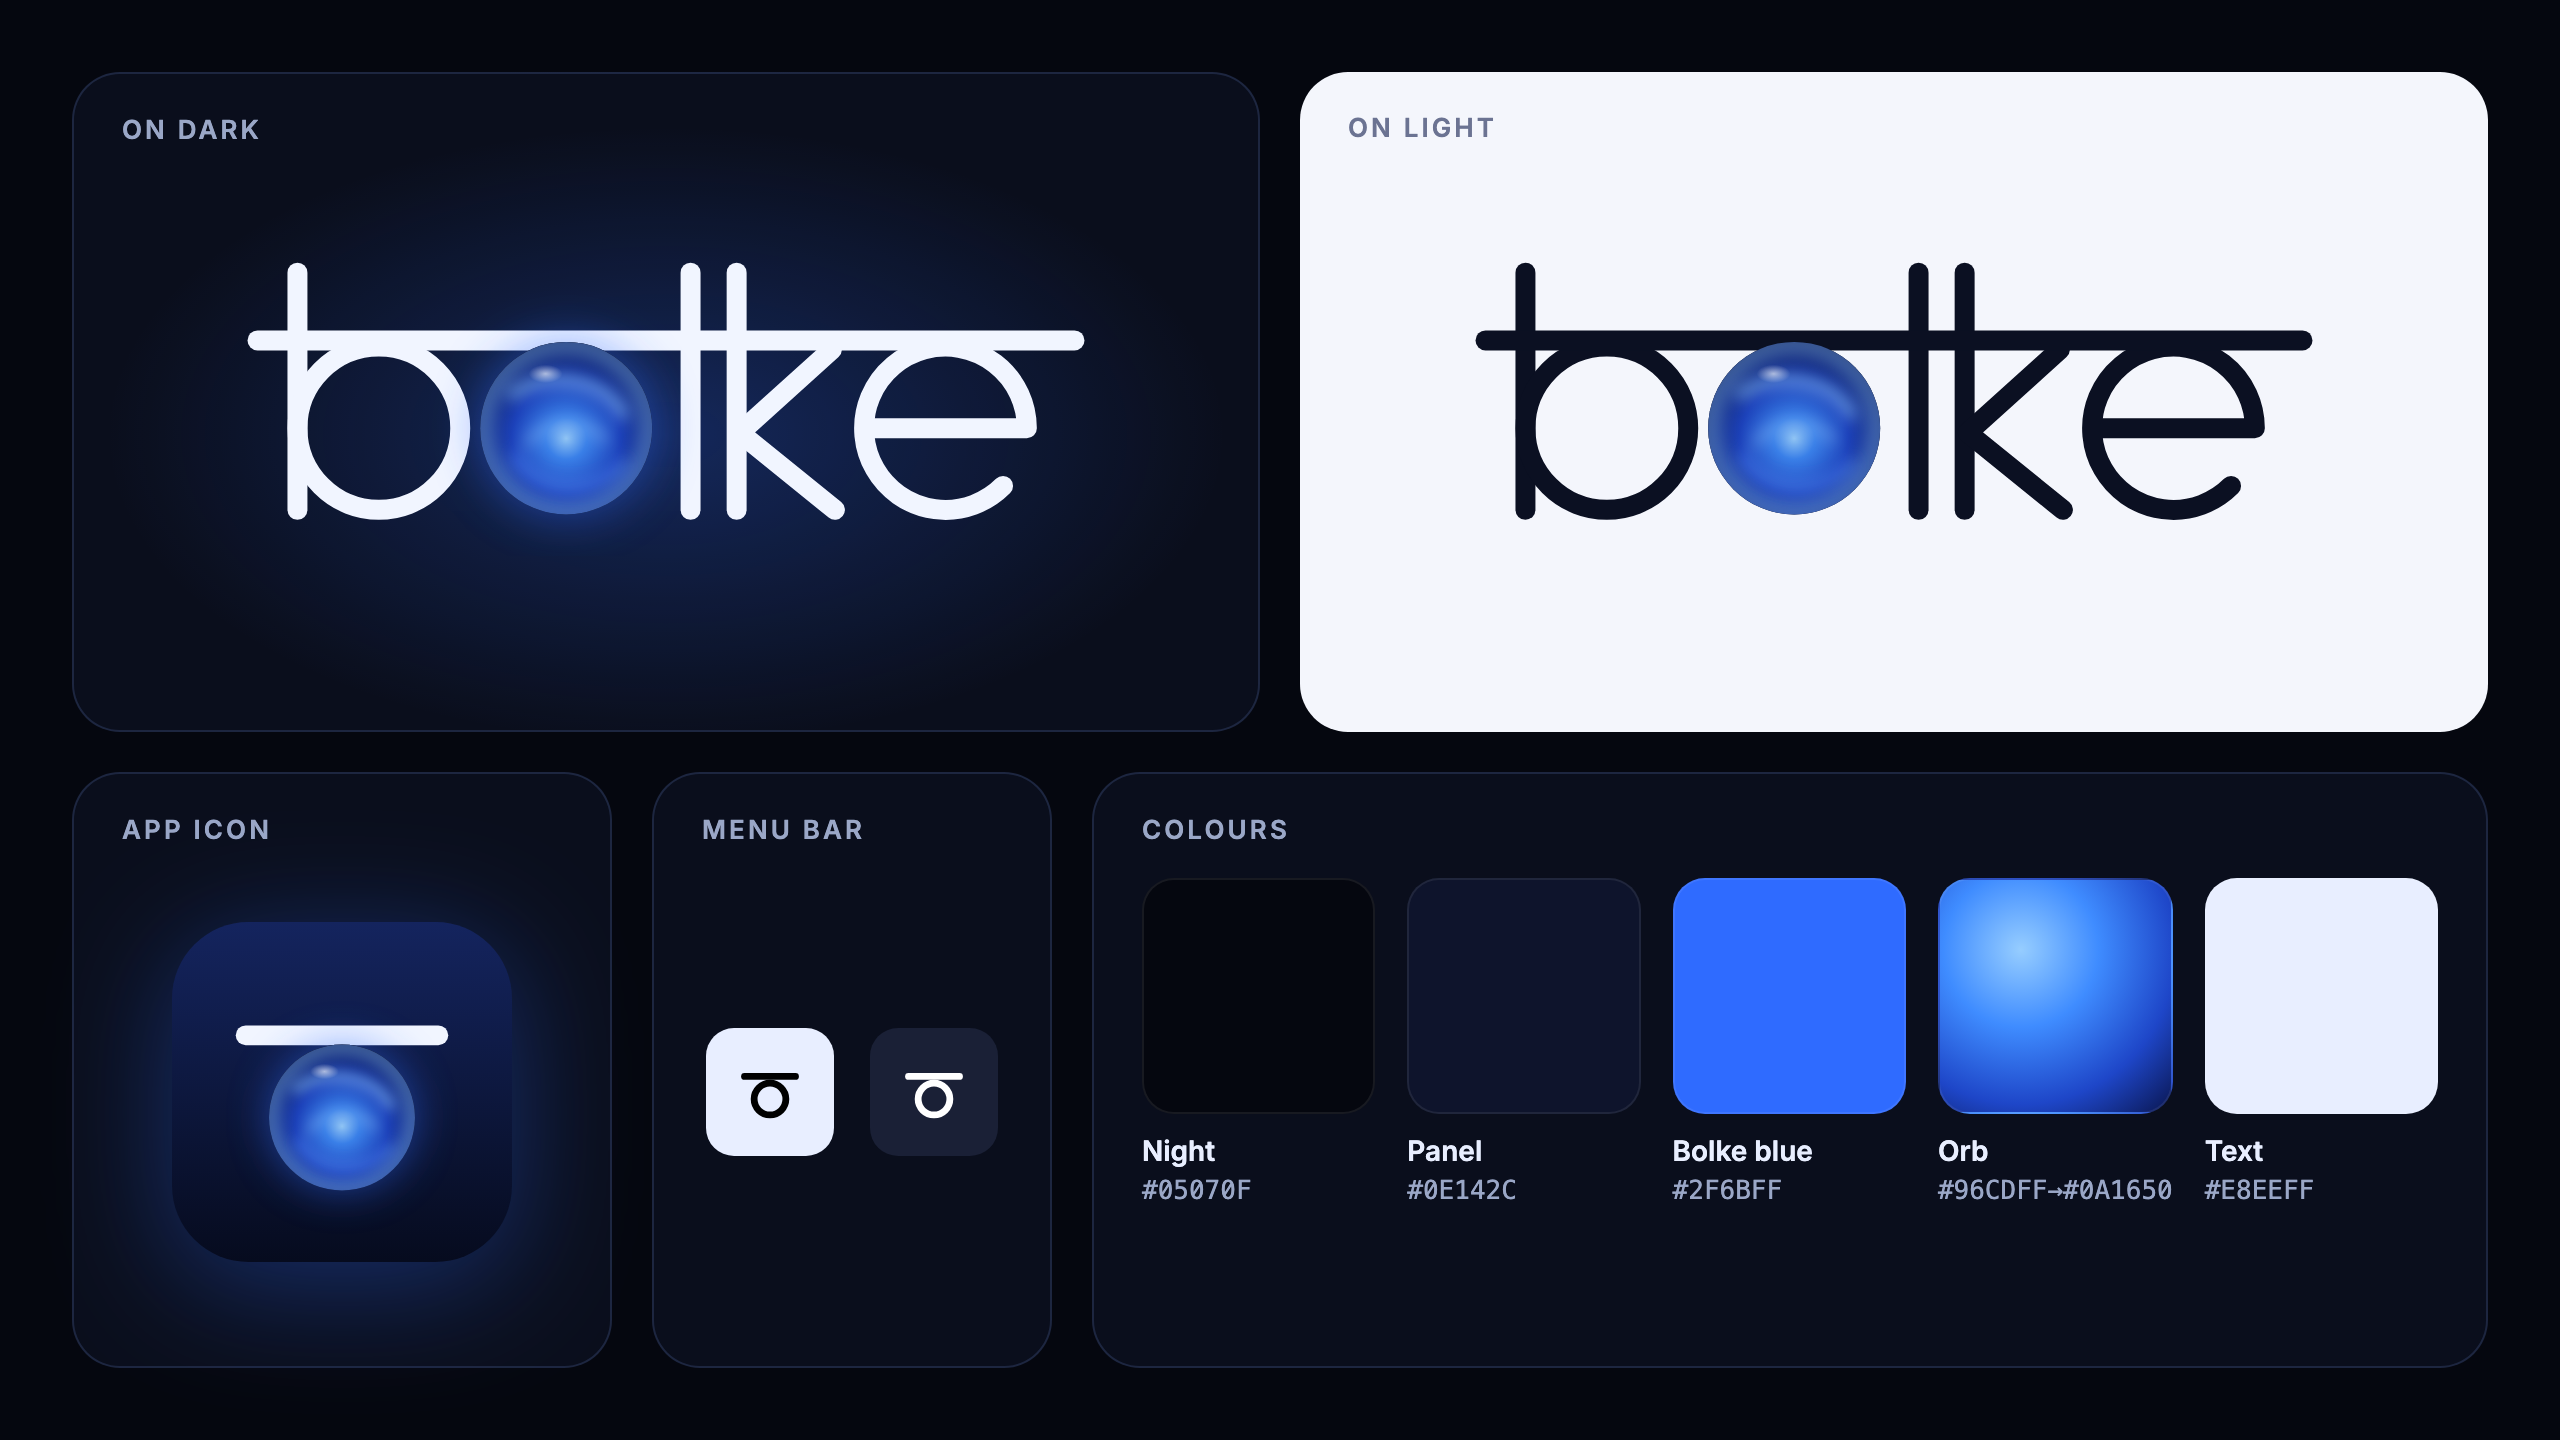 ON DARK
bolke
ON LIGHT
bolke
APP ICON
MENU BAR
COLOURS
Night
#05070F
Panel
#0E142C
Bolke blue
#2F6BFF
Orb
#96CDFF→#0A1650
Text
#E8EEFF